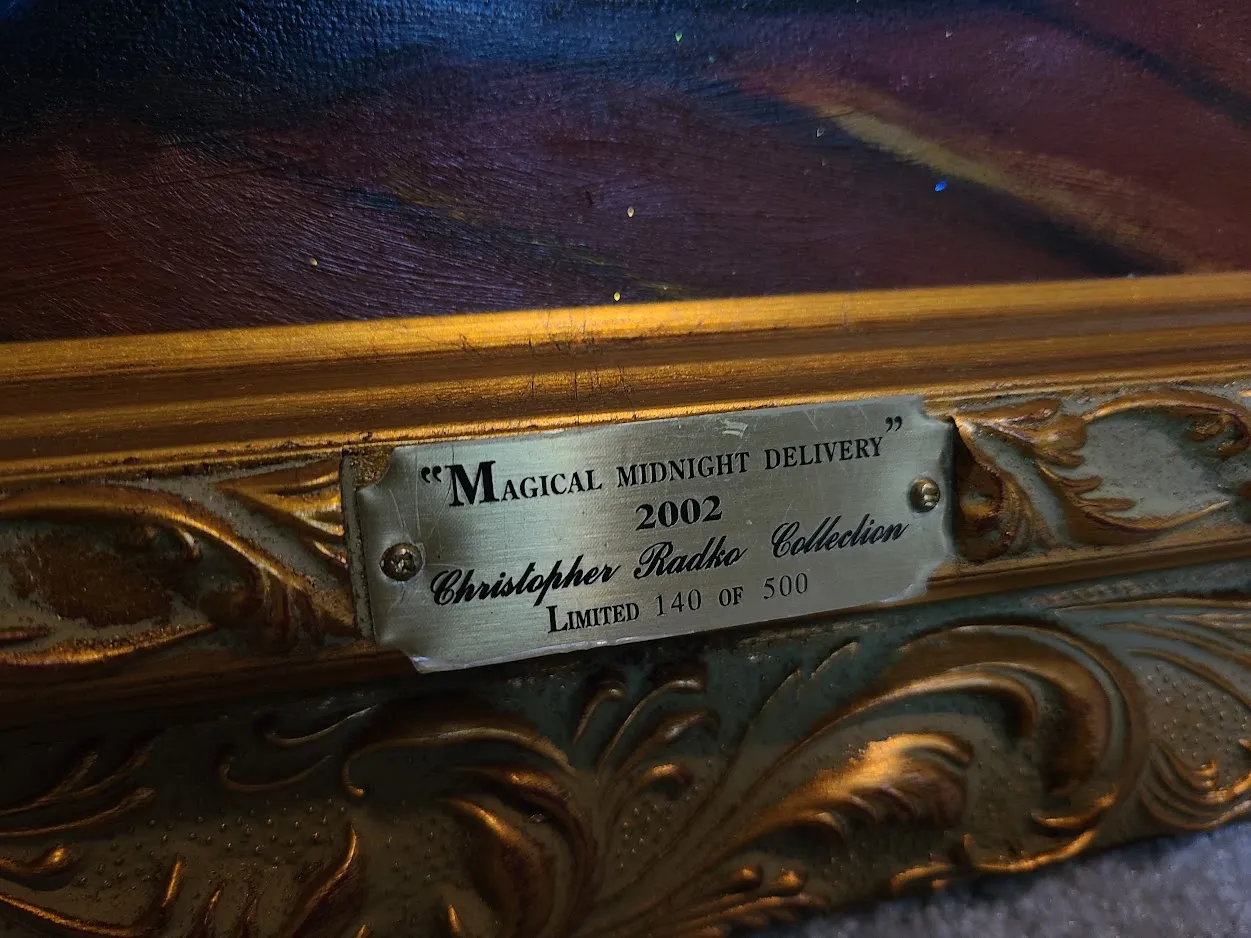 “Magical midnight delivery”
2002
Christopher Radko Collection
Limited 140 of 500